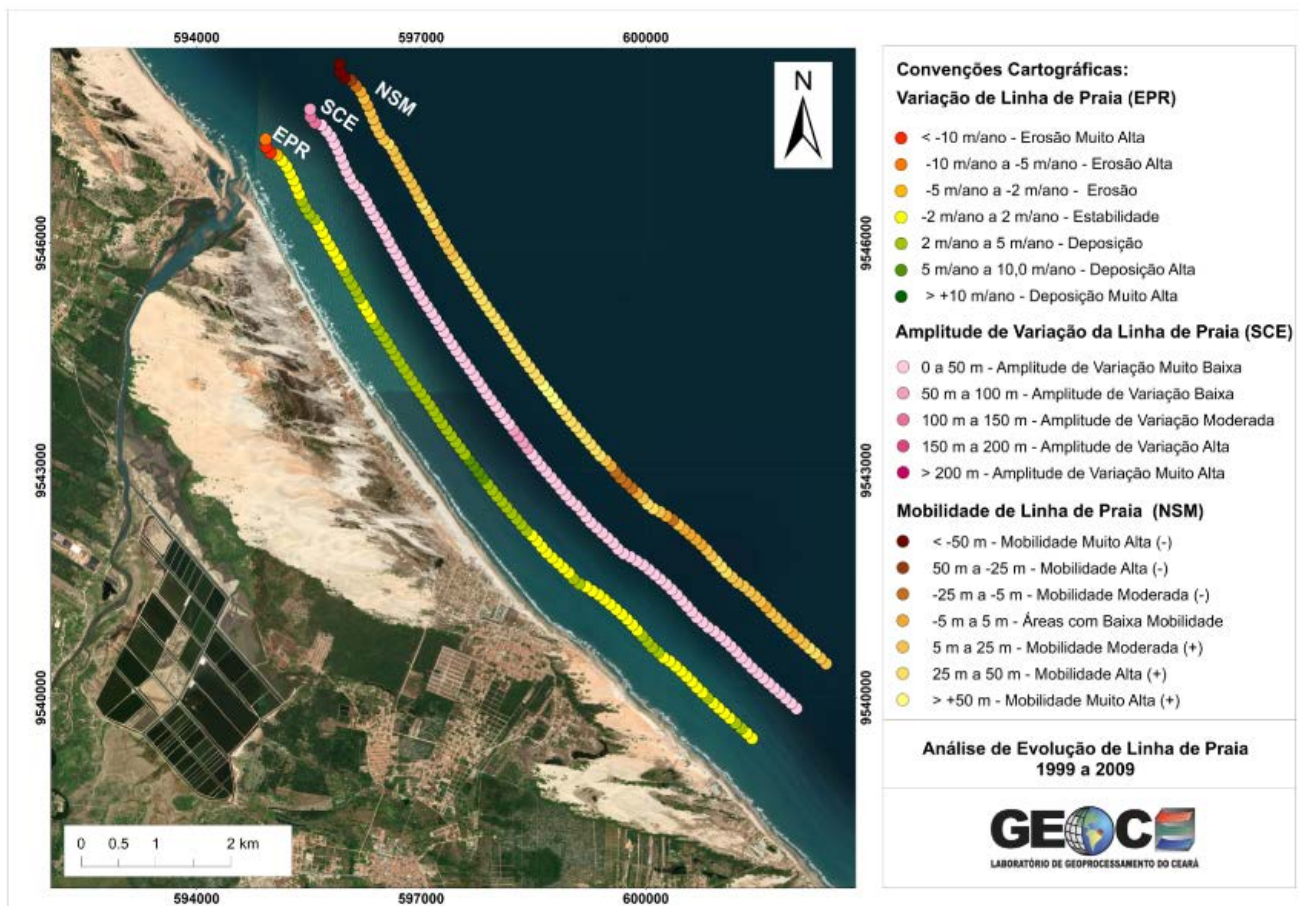 594000
597000
600000
9546000
9543000
9540000
9546000
9543000
9540000
N
NSM
SCE
EPR
0 0.5 1 2 km
594000
597000
600000
Convenções Cartográficas:
Variação de Linha de Praia (EPR)
< -10 m/ano - Erosão Muito Alta
-10 m/ano a -5 m/ano - Erosão Alta
-5 m/ano a -2 m/ano - Erosão
-2 m/ano a 2 m/ano - Estabilidade
2 m/ano a 5 m/ano - Deposição
5 m/ano a 10,0 m/ano - Deposição Alta
> +10 m/ano - Deposição Muito Alta
Amplitude de Variação da Linha de Praia (SCE)
0 a 50 m - Amplitude de Variação Muito Baixa
50 m a 100 m - Amplitude de Variação Baixa
100 m a 150 m - Amplitude de Variação Moderada
150 m a 200 m - Amplitude de Variação Alta
> 200 m - Amplitude de Variação Muito Alta
Mobilidade de Linha de Praia (NSM)
< -50 m - Mobilidade Muito Alta (-)
50 m a -25 m - Mobilidade Alta (-)
-25 m a -5 m - Mobilidade Moderada (-)
-5 m a 5 m - Áreas com Baixa Mobilidade
5 m a 25 m - Mobilidade Moderada (+)
25 m a 50 m - Mobilidade Alta (+)
> +50 m - Mobilidade Muito Alta (+)
Análise de Evolução de Linha de Praia
1999 a 2009
GEOCE
LABORATÓRIO DE GEOPROCESSAMENTO DO CEARÁ